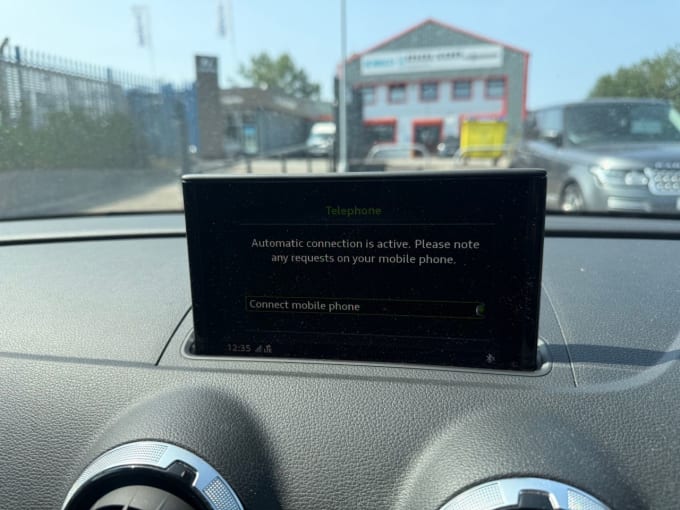 Telephone
Automatic connection is active. Please note
any requests on your mobile phone.
Connect mobile phone
12:35